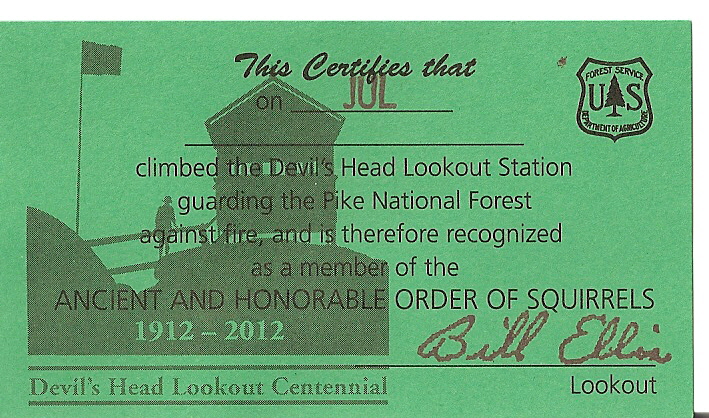 This Certifies that
on JUL
FOREST SERVICE
U S
DEPARTMENT OF AGRICULTURE
climbed the Devil's Head Lookout Station
guarding the Pike National Forest
against fire, and is therefore recognized
as a member of the
ANCIENT AND HONORABLE ORDER OF SQUIRRELS
1912 – 2012
Bill Ellis
Devil's Head Lookout Centennial
Lookout